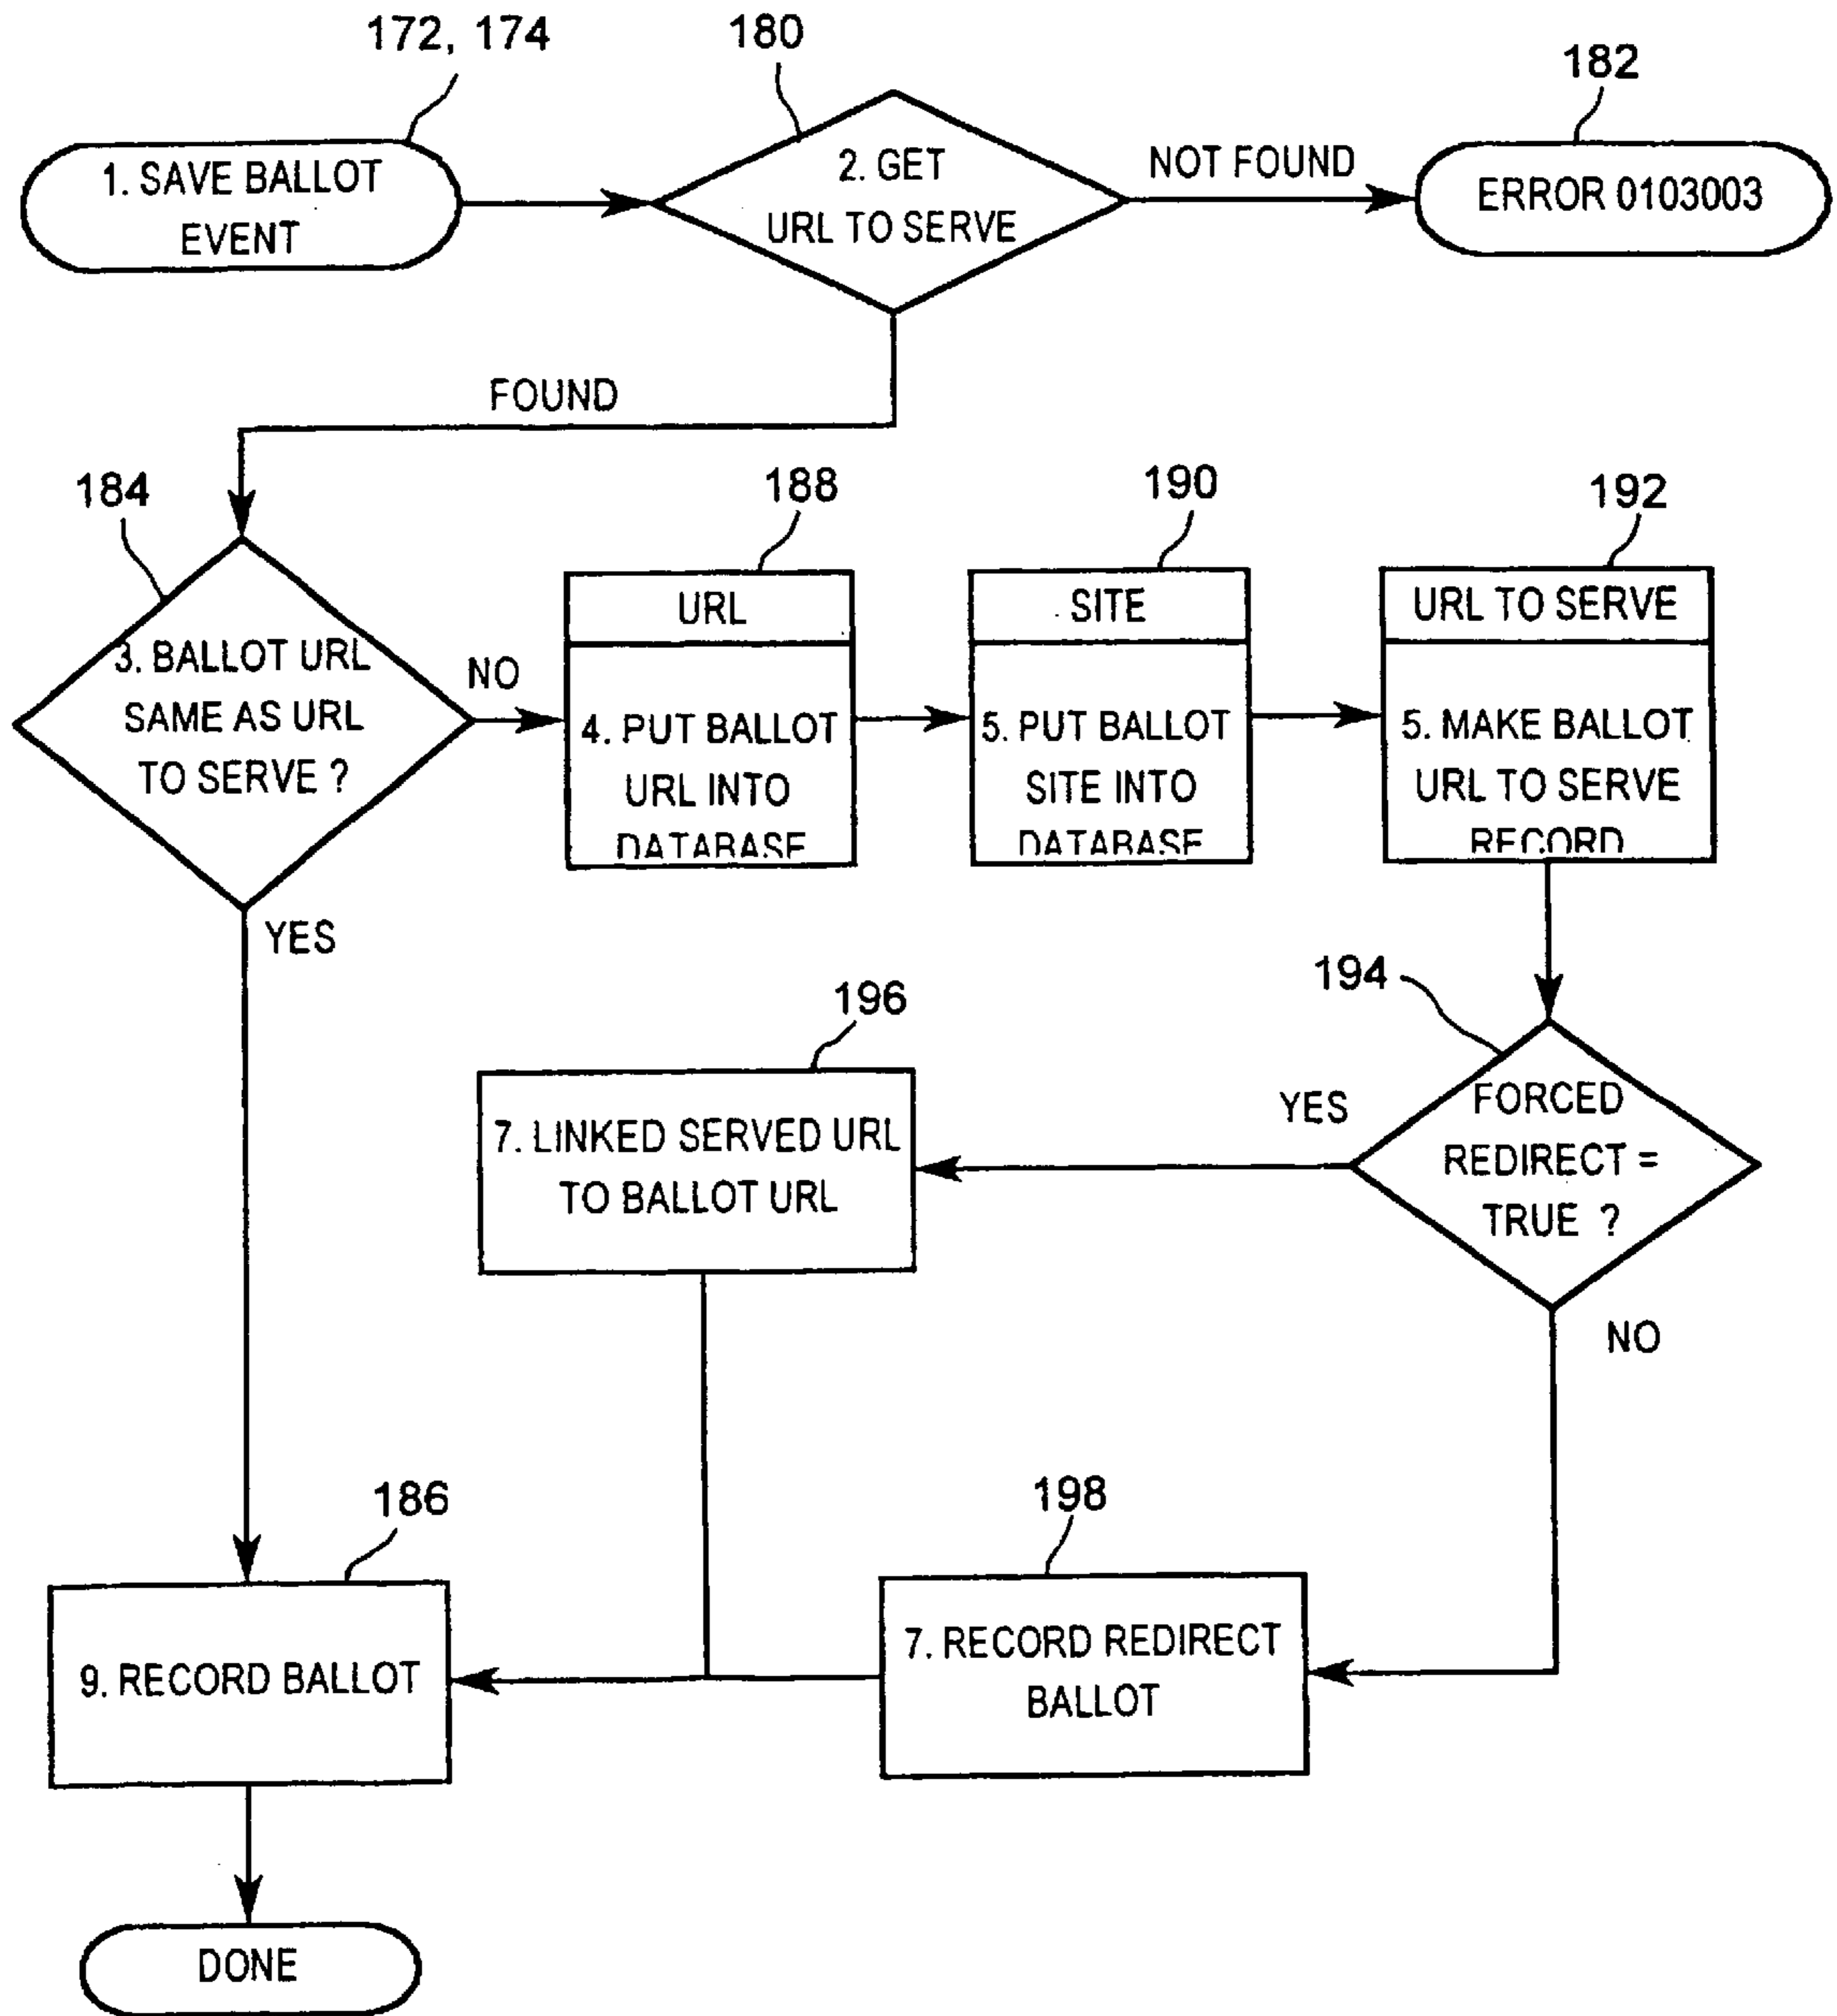 172, 174
180
182
1. SAVE BALLOT
EVENT
2. GET
URL TO SERVE
NOT FOUND
ERROR 0103003
FOUND
184
188
190
192
3. BALLOT URL
SAME AS URL
TO SERVE ?
NO
URL
4. PUT BALLOT
URL INTO
DATABASE
SITE
5. PUT BALLOT
SITE INTO
DATABASE
URL TO SERVE
5. MAKE BALLOT
URL TO SERVE
RECORD
YES
194
196
YES
FORCED
REDIRECT =
TRUE ?
7. LINKED SERVED URL
TO BALLOT URL
NO
186
198
9. RECORD BALLOT
7. RECORD REDIRECT
BALLOT
DONE